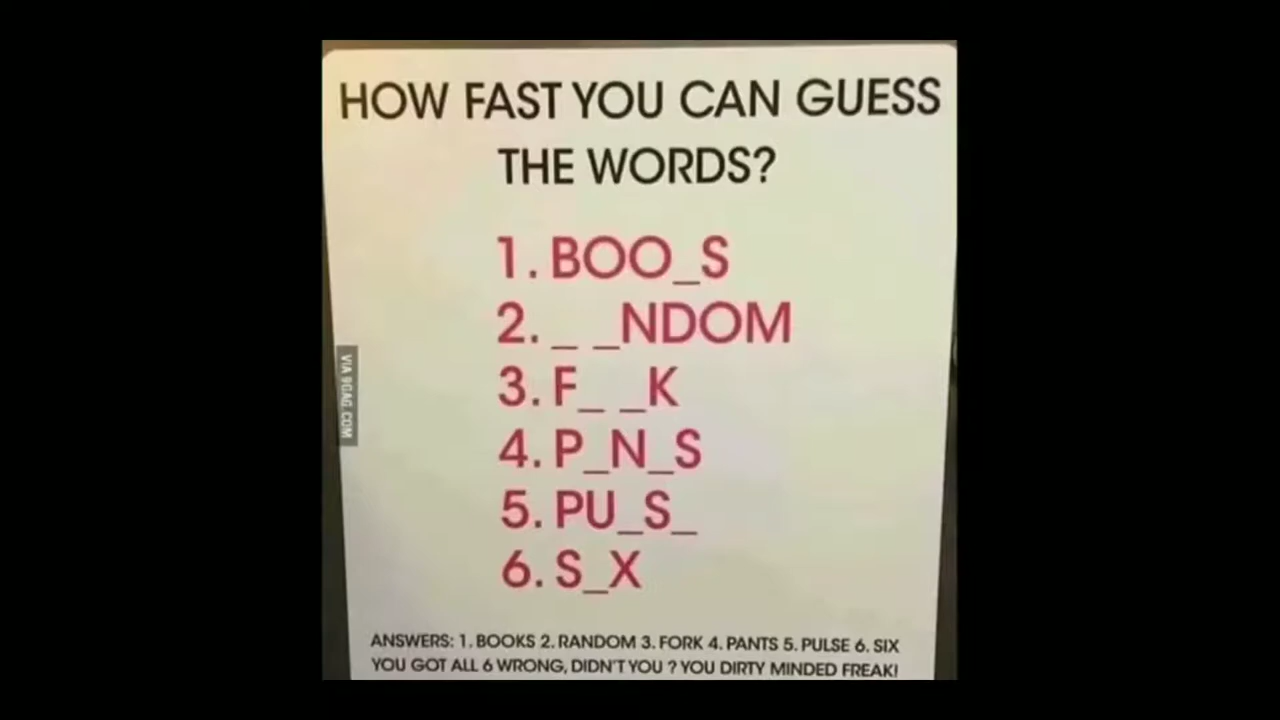 HOW FAST YOU CAN GUESS
THE WORDS?
1. BOO_S
2. _ _NDOM
3. F_ _K
4. P_N_S
5. PU_S_
6. S_X
VIA 9GAG.COM
ANSWERS: 1. BOOKS 2. RANDOM 3. FORK 4. PANTS 5. PULSE 6. SIX
YOU GOT ALL 6 WRONG, DIDN'T YOU ? YOU DIRTY MINDED FREAK!